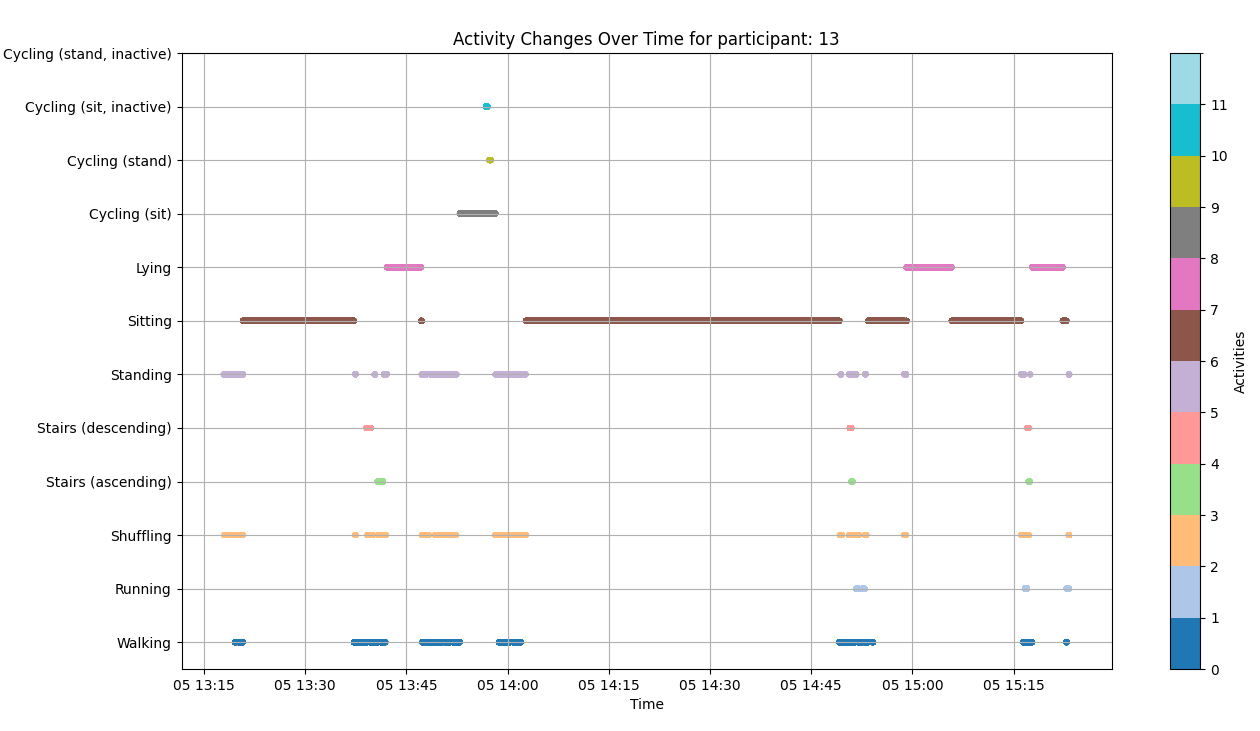 Activity Changes Over Time for participant: 13
Cycling (stand, inactive)
Cycling (sit, inactive)
Cycling (stand)
Cycling (sit)
Lying
Sitting
Standing
Stairs (descending)
Stairs (ascending)
Shuffling
Running
Walking
05 13:15 05 13:30 05 13:45 05 14:00 05 14:15 05 14:30 05 14:45 05 15:00 05 15:15
Time
11
10
9
8
7
6
5
4
3
2
1
0
Activities